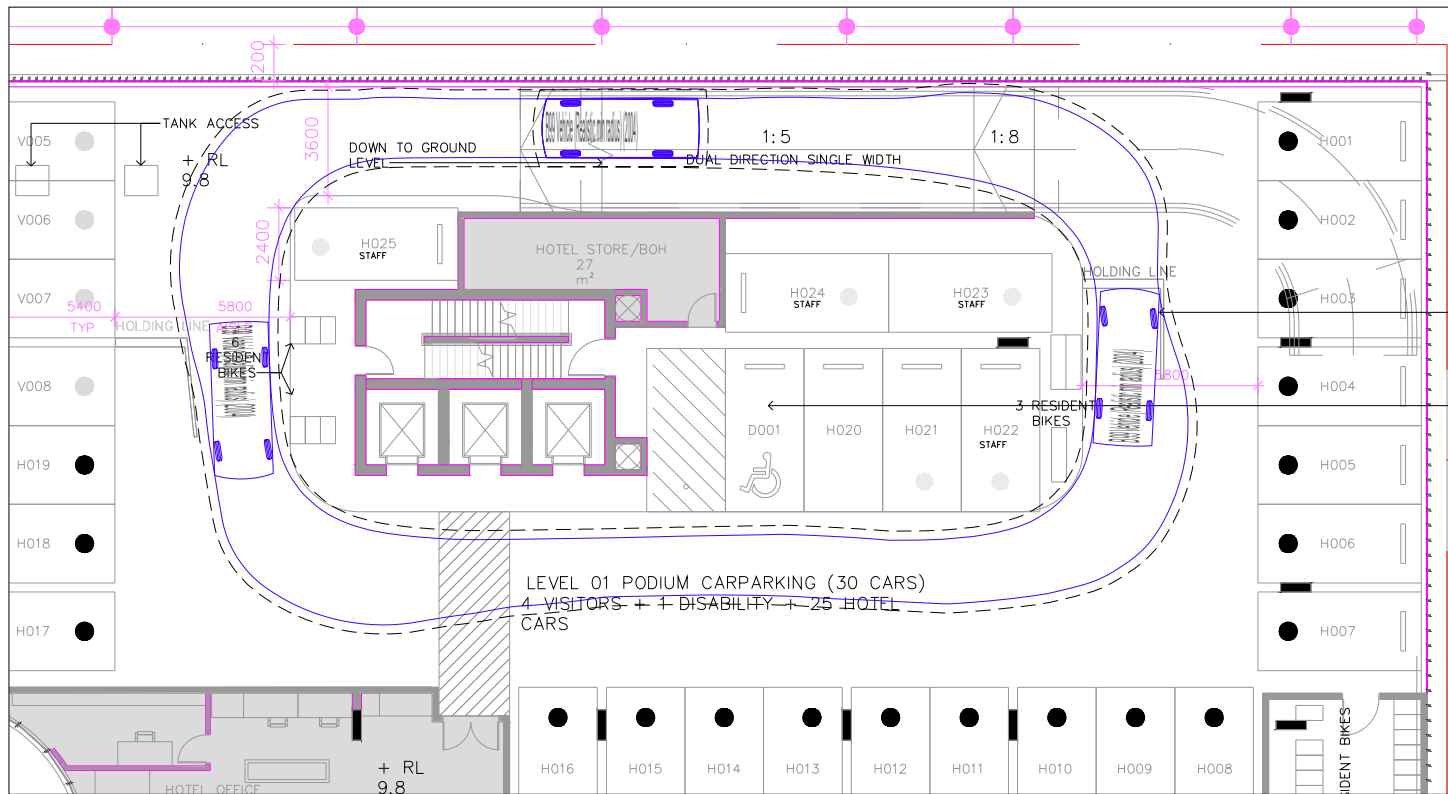 200
TANK ACCESS
V005
+ RL
9.8
3600
DOWN TO GROUND
LEVEL
1:5
1:8
DUAL DIRECTION SINGLE WIDTH
H001
V006
H002
2400
H025
STAFF
HOTEL STORE/BOH
27
m²
HOLDING LINE
V007
H024
STAFF
H023
STAFF
H003
5400
TYP
5800
HOLDING LINE
6
RESIDENT
BIKES
V008
5800
H004
3 RESIDENT
BIKES
D001
H020
H021
H022
STAFF
H019
H005
H018
H006
LEVEL 01 PODIUM CARPARKING (30 CARS)
4 VISITORS + 1 DISABILITY + 25 HOTEL
CARS
H017
H007
+ RL
9.8
HOTEL OFFICE
H016
H015
H014
H013
H012
H011
H010
H009
H008
BIKES